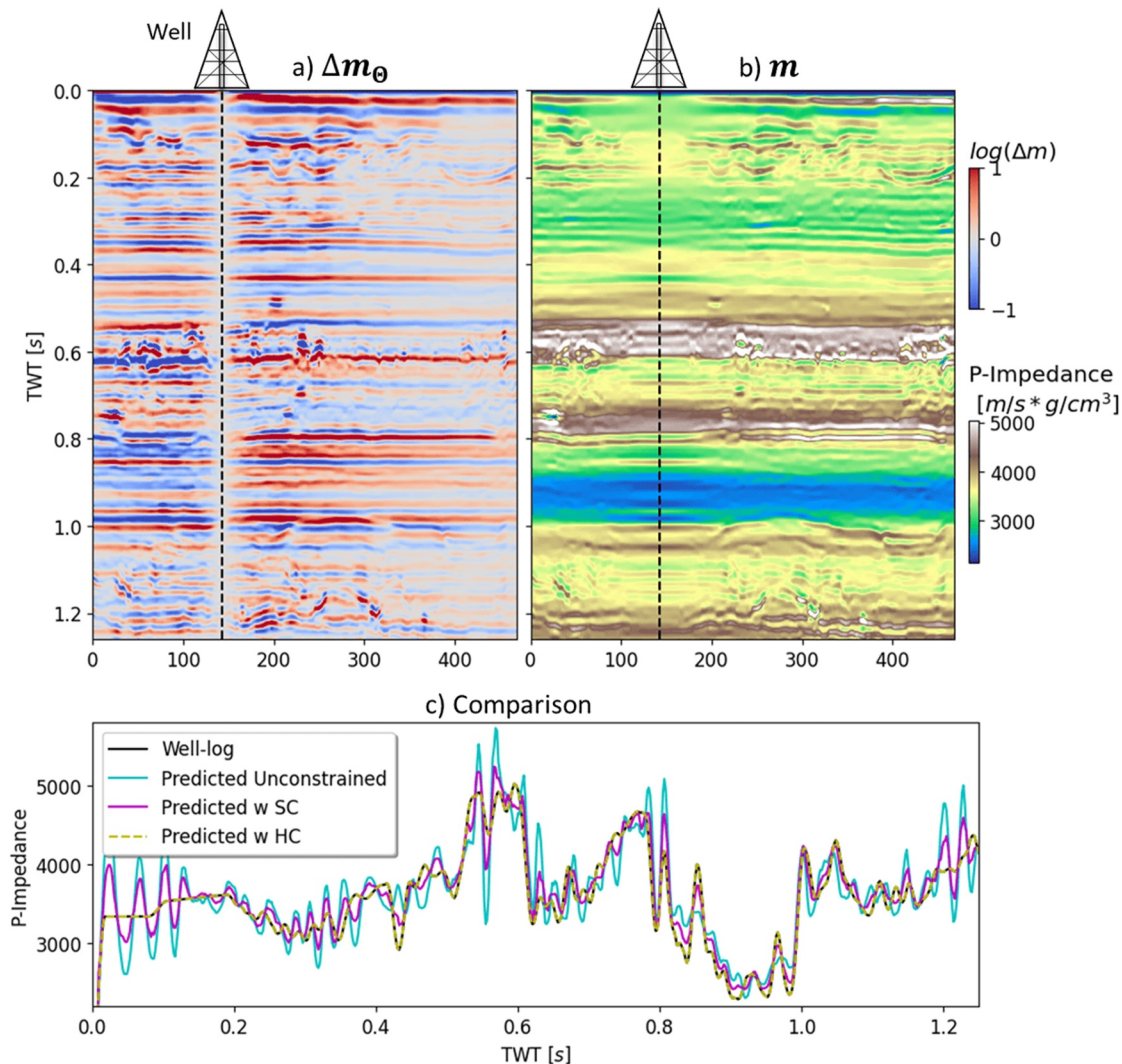 Well
a) Δm_Θ
b) m
0.0
0.2
0.4
0.6
0.8
1.0
1.2
TWT [s]
0
100
200
300
400
0
100
200
300
400
log(Δm)
1
0
−1
P-Impedance
[m/s * g/cm³]
5000
4000
3000
c) Comparison
Well-log
Predicted Unconstrained
Predicted w SC
Predicted w HC
P-Impedance
5000
4000
3000
0.0
0.2
0.4
0.6
0.8
1.0
1.2
TWT [s]